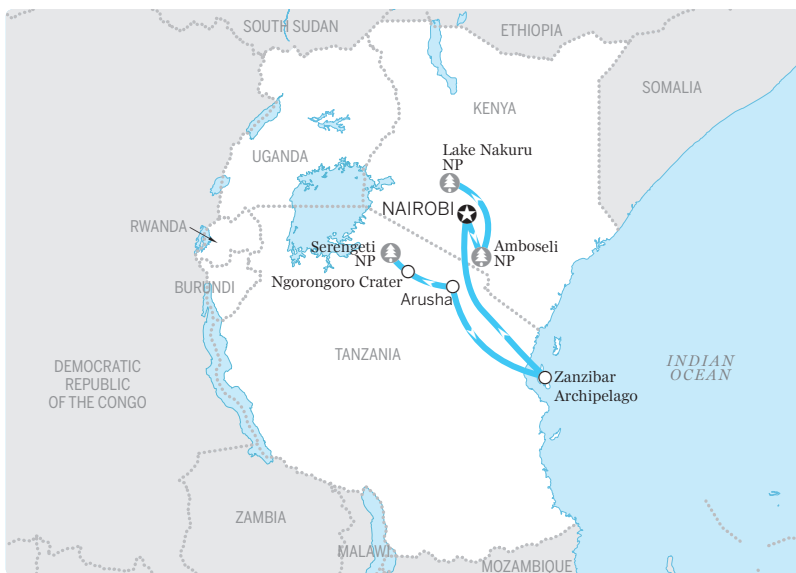 SOUTH SUDAN
ETHIOPIA
SOMALIA
KENYA
UGANDA
Lake Nakuru
NP
NAIROBI
RWANDA
Serengeti
NP
Amboseli
NP
Ngorongoro Crater
BURUNDI
Arusha
TANZANIA
DEMOCRATIC
REPUBLIC
OF THE CONGO
INDIAN
OCEAN
Zanzibar
Archipelago
ZAMBIA
MALAWI
MOZAMBIQUE